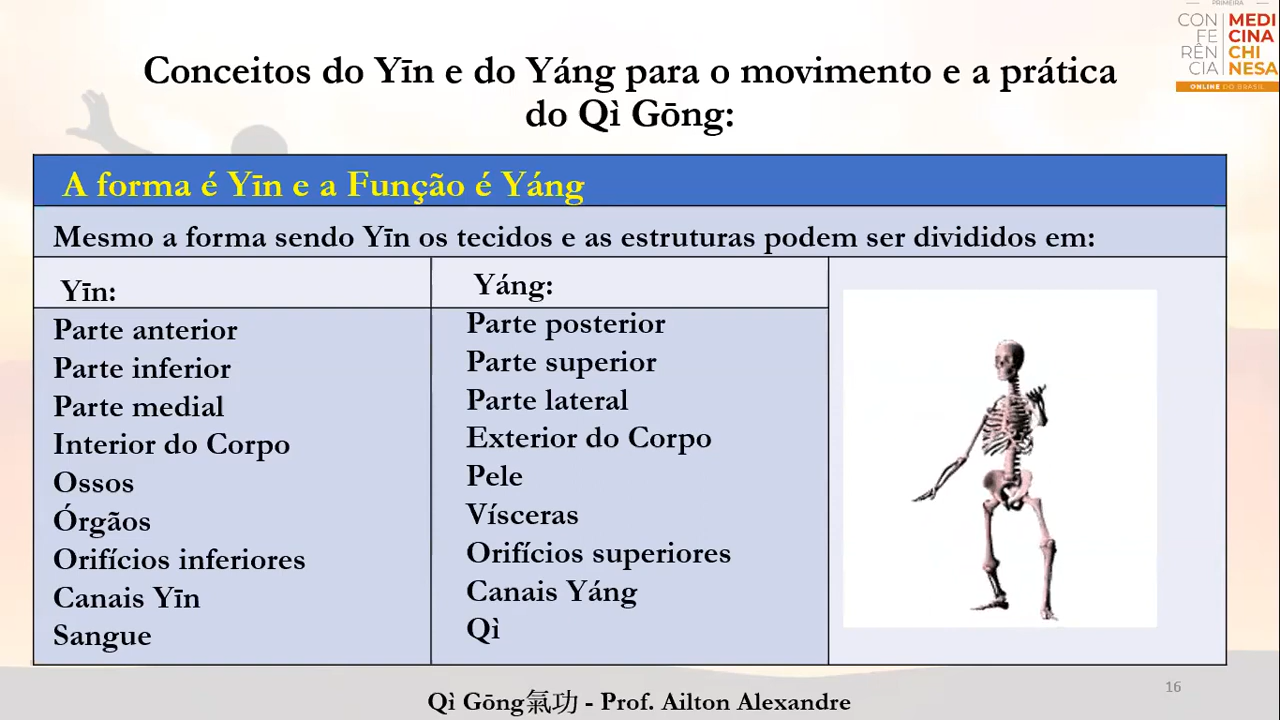 PRIMEIRA
CON MEDI
FE CINA
RÊN CHI
CIA NESA
ONLINE DO BRASIL
Conceitos do Yīn e do Yáng para o movimento e a prática
do Qì Gōng:
A forma é Yīn e a Função é Yáng
Mesmo a forma sendo Yīn os tecidos e as estruturas podem ser divididos em:
Yīn:
Parte anterior
Parte inferior
Parte medial
Interior do Corpo
Ossos
Órgãos
Orifícios inferiores
Canais Yīn
Sangue
Yáng:
Parte posterior
Parte superior
Parte lateral
Exterior do Corpo
Pele
Vísceras
Orifícios superiores
Canais Yáng
Qì
16
Qì Gōng氣功 - Prof. Ailton Alexandre